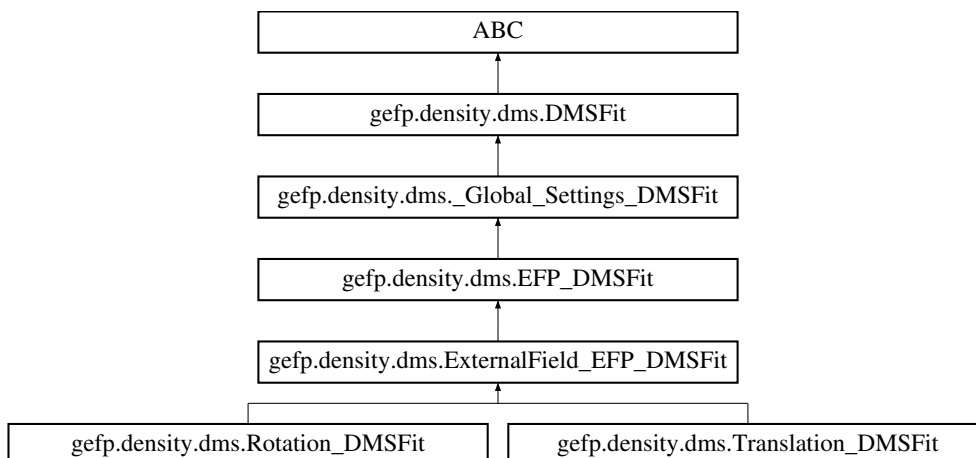 ABC
gefp.density.dms.DMSFit
gefp.density.dms._Global_Settings_DMSFit
gefp.density.dms.EFP_DMSFit
gefp.density.dms.ExternalField_EFP_DMSFit
gefp.density.dms.Rotation_DMSFit
gefp.density.dms.Translation_DMSFit